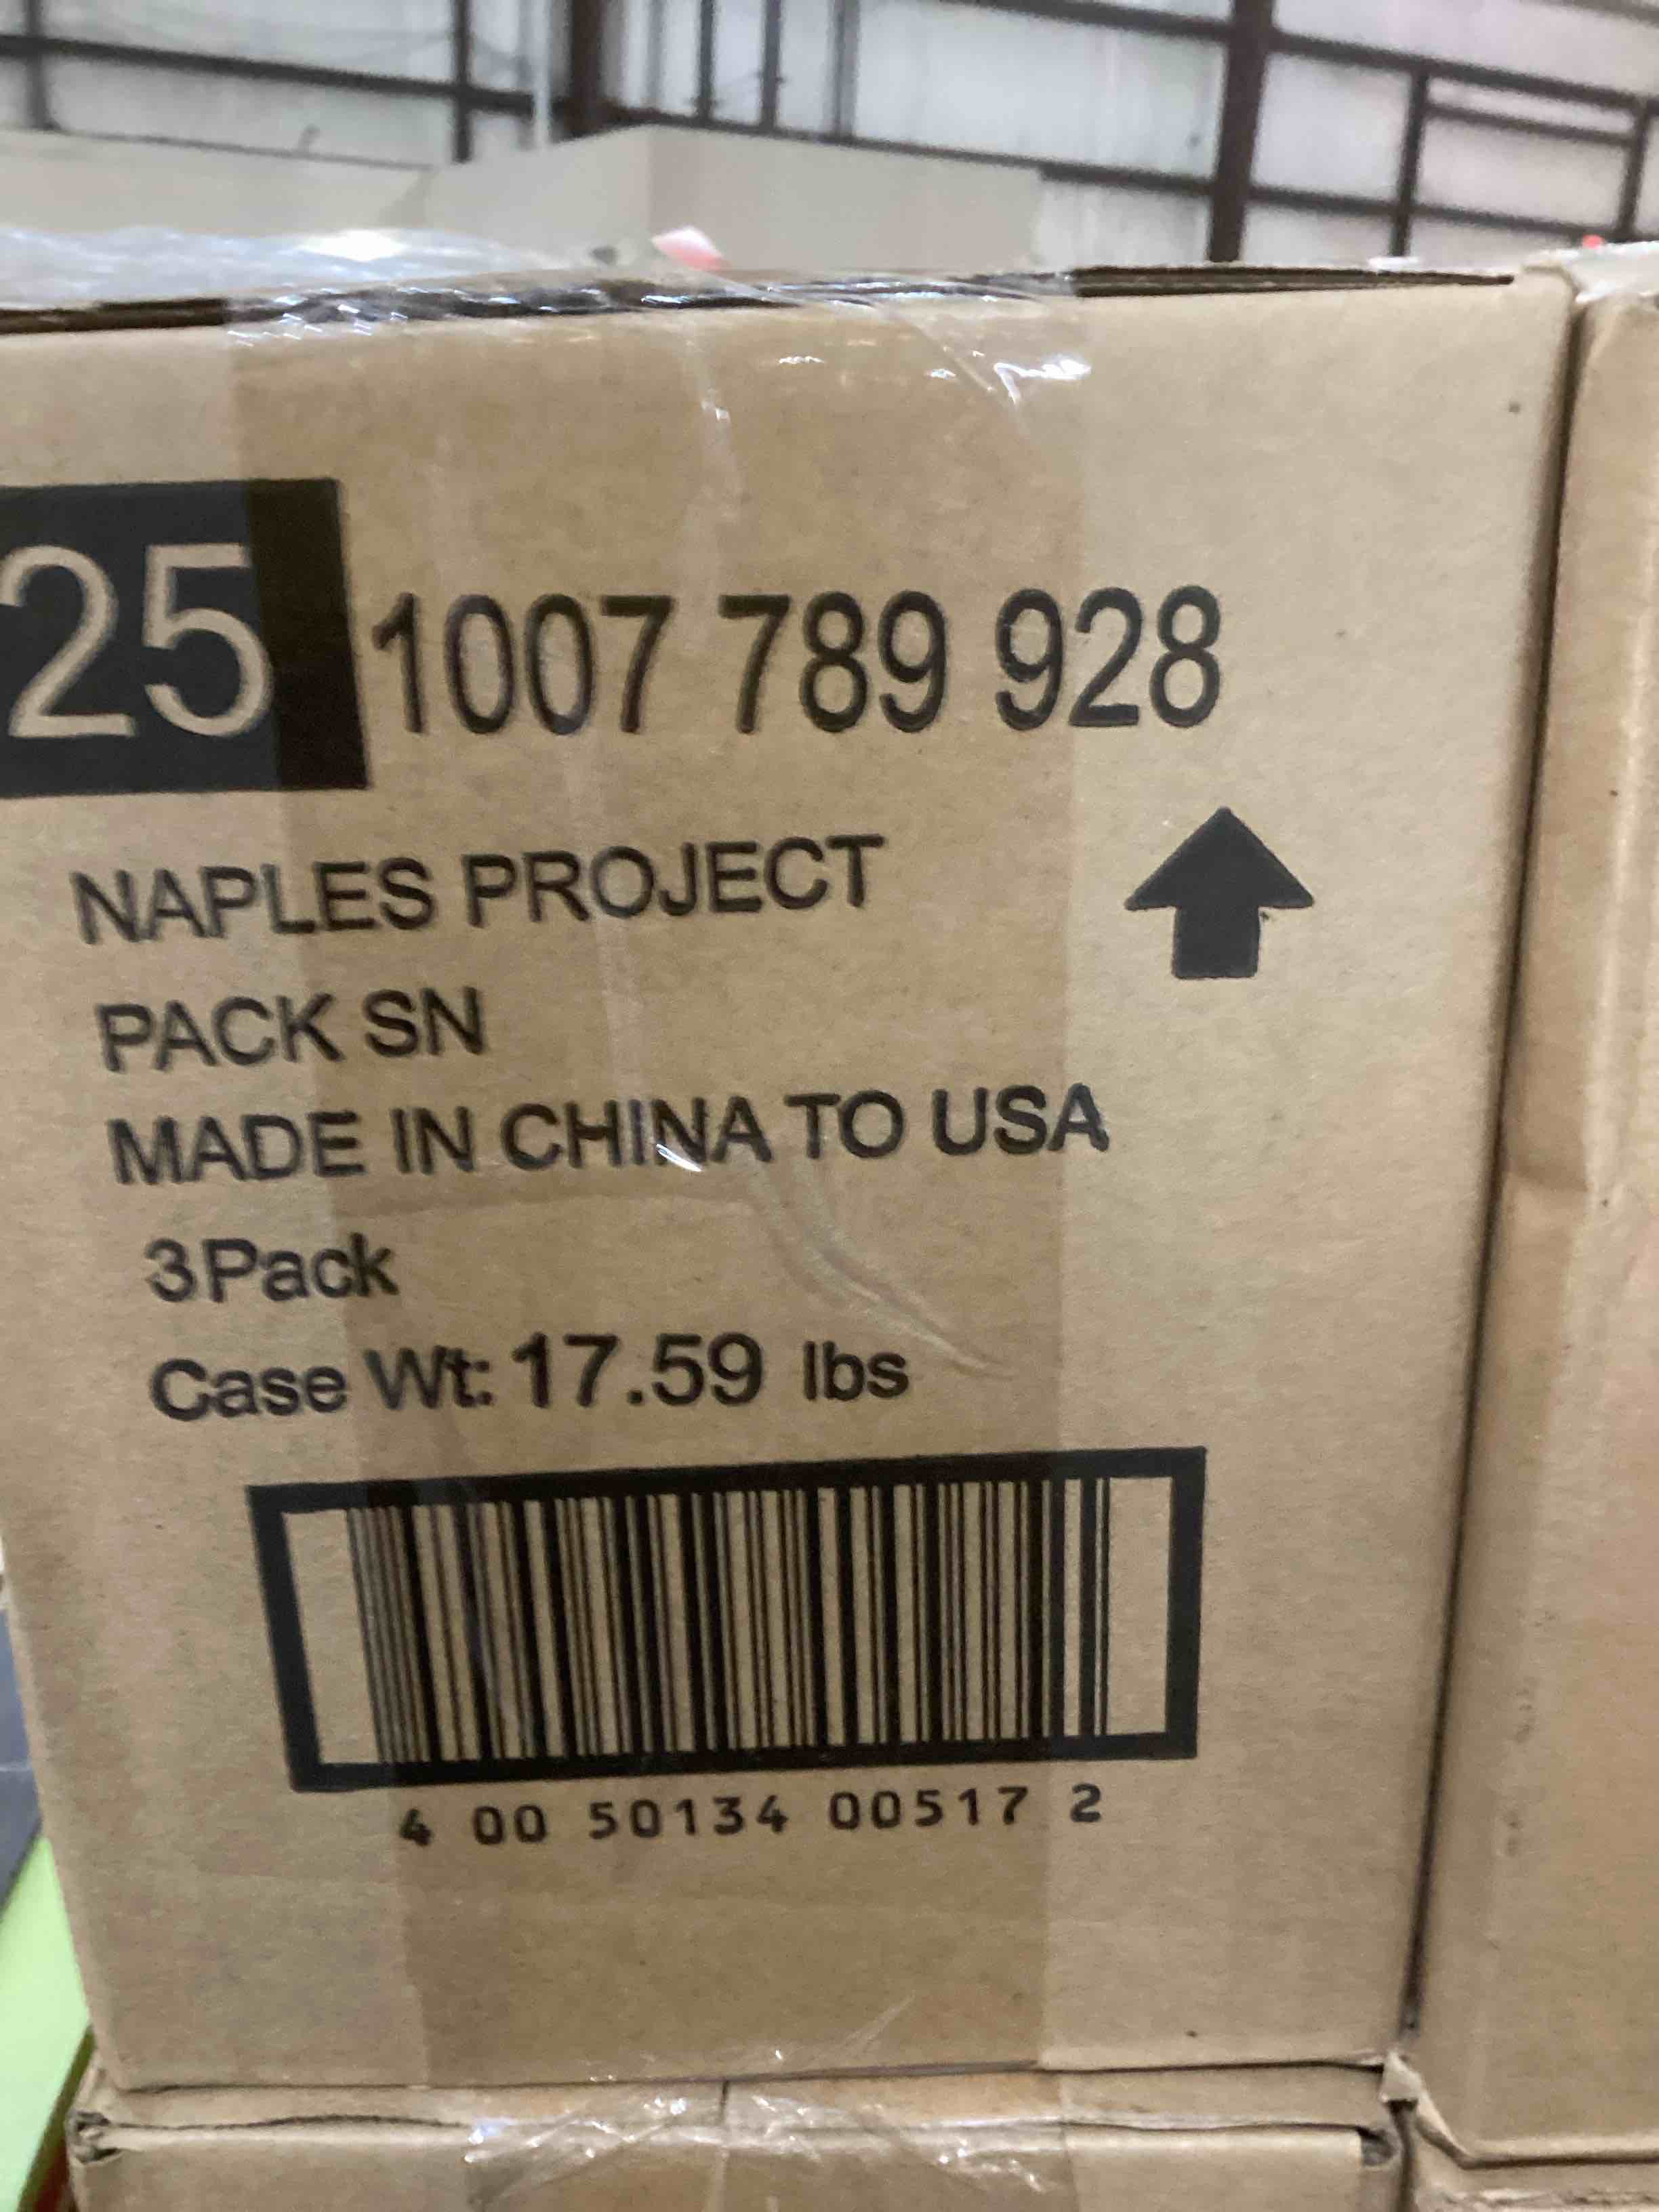 25 1007 789 928
NAPLES PROJECT
PACK SN
MADE IN CHINA TO USA
3Pack
Case Wt: 17.59 lbs
4 00 50134 00517 2